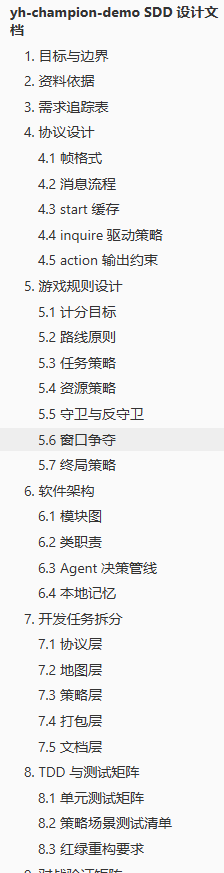 yh-champion-demo SDD 设计文
档
1. 目标与边界
2. 资料依据
3. 需求追踪表
4. 协议设计
4.1 帧格式
4.2 消息流程
4.3 start 缓存
4.4 inquire 驱动策略
4.5 action 输出约束
5. 游戏规则设计
5.1 计分目标
5.2 路线原则
5.3 任务策略
5.4 资源策略
5.5 守卫与反守卫
5.6 窗口争夺
5.7 终局策略
6. 软件架构
6.1 模块图
6.2 类职责
6.3 Agent 决策管线
6.4 本地记忆
7. 开发任务拆分
7.1 协议层
7.2 地图层
7.3 策略层
7.4 打包层
7.5 文档层
8. TDD 与测试矩阵
8.1 单元测试矩阵
8.2 策略场景测试清单
8.3 红绿重构要求